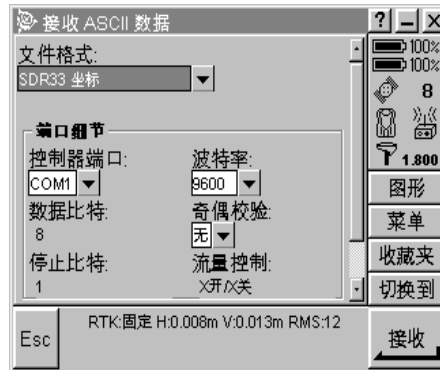 接收 ASCII 数据
? _ X
文件格式:
SDR33 坐标
100%
100%
8
端口细节
控制器端口:
波特率:
1.800
COM1
9600
图形
数据比特:
奇偶校验:
8
无
菜单
停止比特:
流量控制:
收藏夹
1
X开/X关
切换到
Esc
RTK:固定 H:0.008m V:0.013m RMS:12
接收